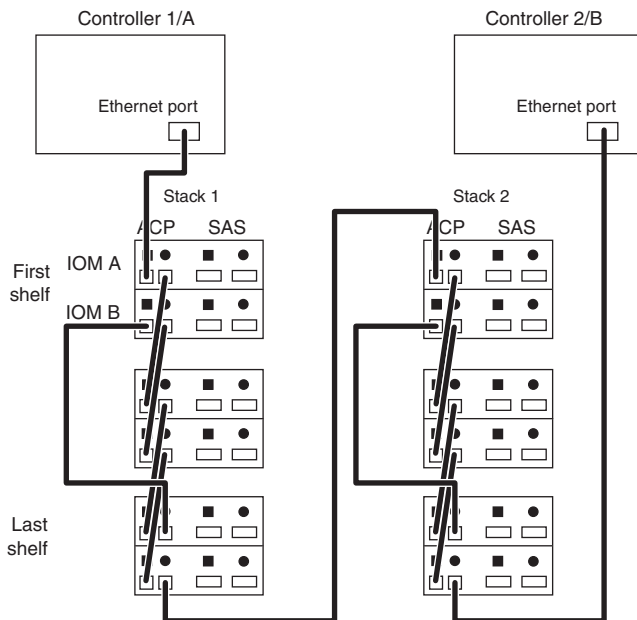 Controller 1/A
Controller 2/B
Ethernet port
Ethernet port
Stack 1
Stack 2
ACP SAS
ACP SAS
First shelf
IOM A
IOM B
Last shelf